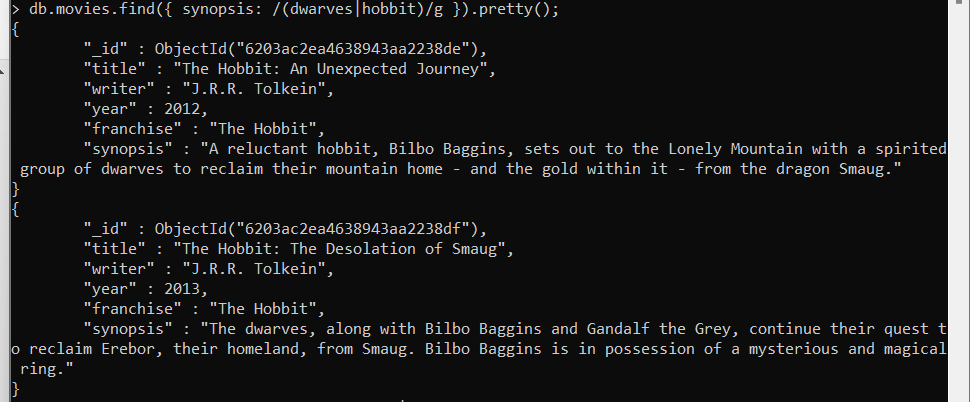 > db.movies.find({ synopsis: /(dwarves|hobbit)/g }).pretty();
{
"_id" : ObjectId("6203ac2ea4638943aa2238de"),
"title" : "The Hobbit: An Unexpected Journey",
"writer" : "J.R.R. Tolkein",
"year" : 2012,
"franchise" : "The Hobbit",
"synopsis" : "A reluctant hobbit, Bilbo Baggins, sets out to the Lonely Mountain with a spirited
group of dwarves to reclaim their mountain home - and the gold within it - from the dragon Smaug."
}
{
"_id" : ObjectId("6203ac2ea4638943aa2238df"),
"title" : "The Hobbit: The Desolation of Smaug",
"writer" : "J.R.R. Tolkein",
"year" : 2013,
"franchise" : "The Hobbit",
"synopsis" : "The dwarves, along with Bilbo Baggins and Gandalf the Grey, continue their quest t
o reclaim Erebor, their homeland, from Smaug. Bilbo Baggins is in possession of a mysterious and magical
ring."
}